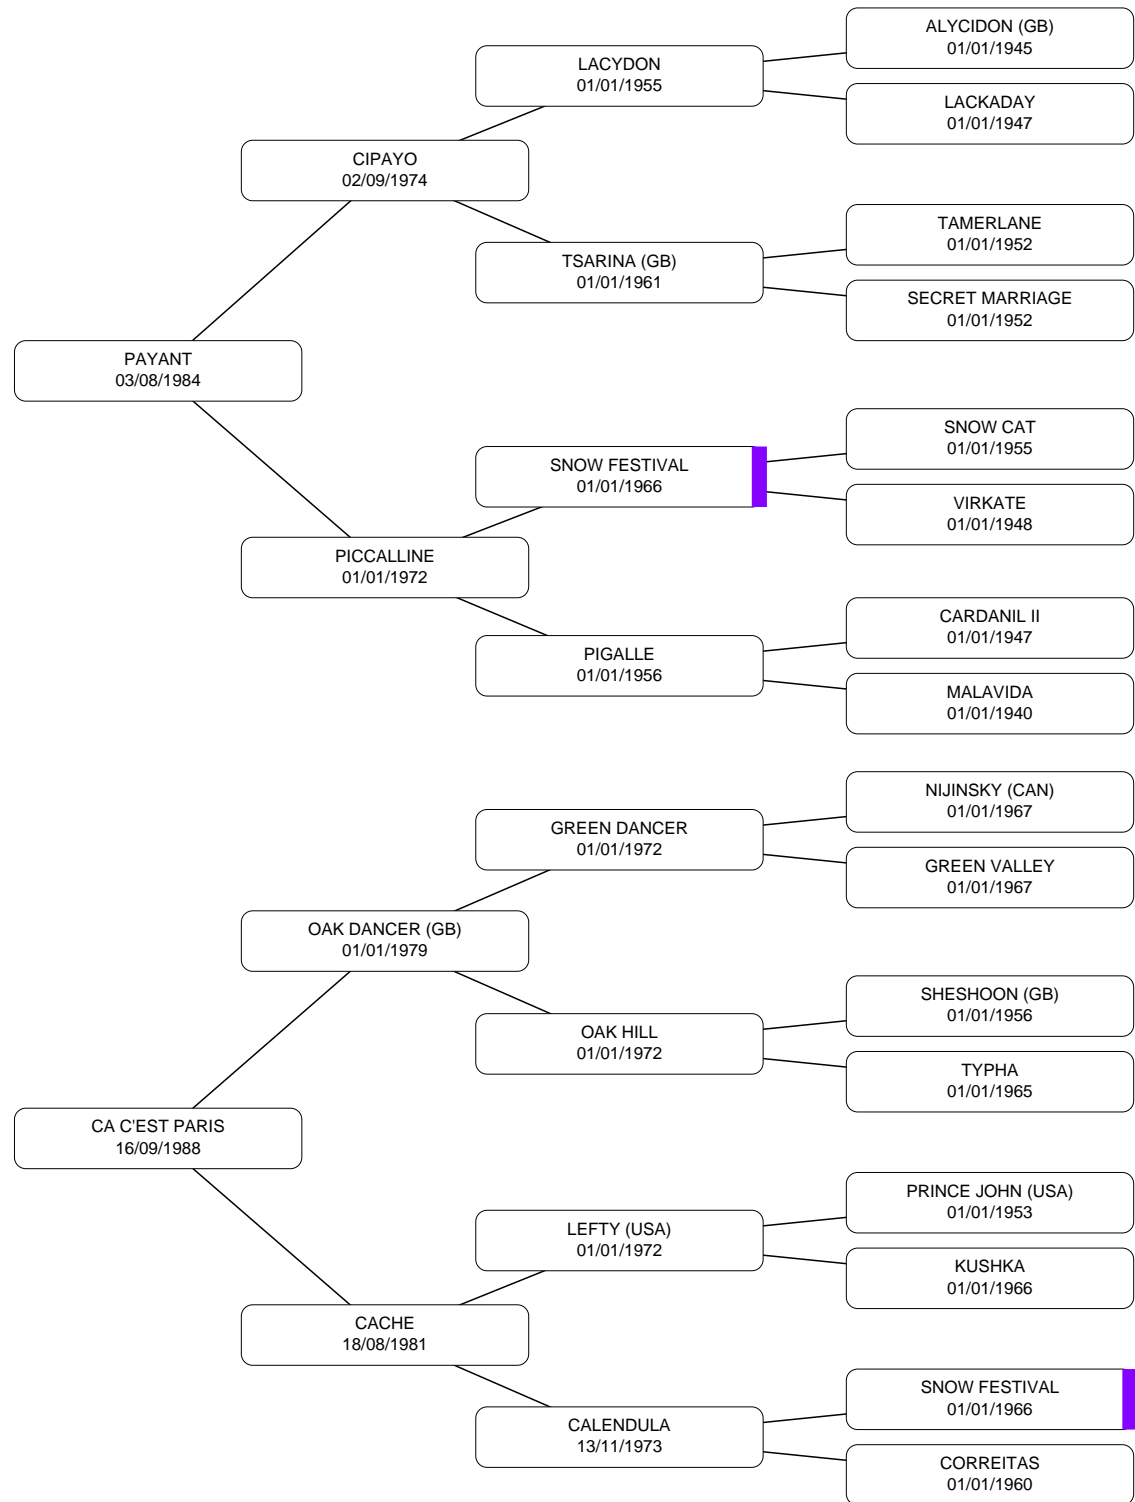 ALYCIDON (GB)
01/01/1945
LACYDON
01/01/1955
LACKADAY
01/01/1947
CIPAYO
02/09/1974
TAMERLANE
01/01/1952
TSARINA (GB)
01/01/1961
SECRET MARRIAGE
01/01/1952
PAYANT
03/08/1984
SNOW CAT
01/01/1955
SNOW FESTIVAL
01/01/1966
VIRKATE
01/01/1948
PICCALLINE
01/01/1972
CARDANIL II
01/01/1947
PIGALLE
01/01/1956
MALAVIDA
01/01/1940
NIJINSKY (CAN)
01/01/1967
GREEN DANCER
01/01/1972
GREEN VALLEY
01/01/1967
OAK DANCER (GB)
01/01/1979
SHESHOON (GB)
01/01/1956
OAK HILL
01/01/1972
TYPHA
01/01/1965
CA C'EST PARIS
16/09/1988
PRINCE JOHN (USA)
01/01/1953
LEFTY (USA)
01/01/1972
KUSHKA
01/01/1966
CACHE
18/08/1981
SNOW FESTIVAL
01/01/1966
CALENDULA
13/11/1973
CORREITAS
01/01/1960